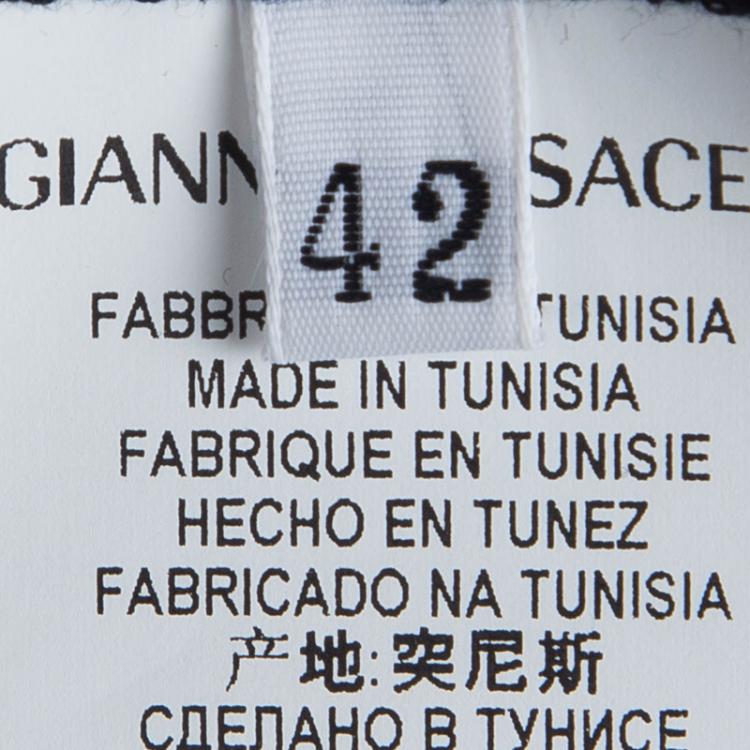 42
GIANN SACE
FABBR TUNISIA
MADE IN TUNISIA
FABRIQUE EN TUNISIE
HECHO EN TUNEZ
FABRICADO NA TUNISIA
产地:突尼斯
СДЕЛАНО В ТУНИСЕ